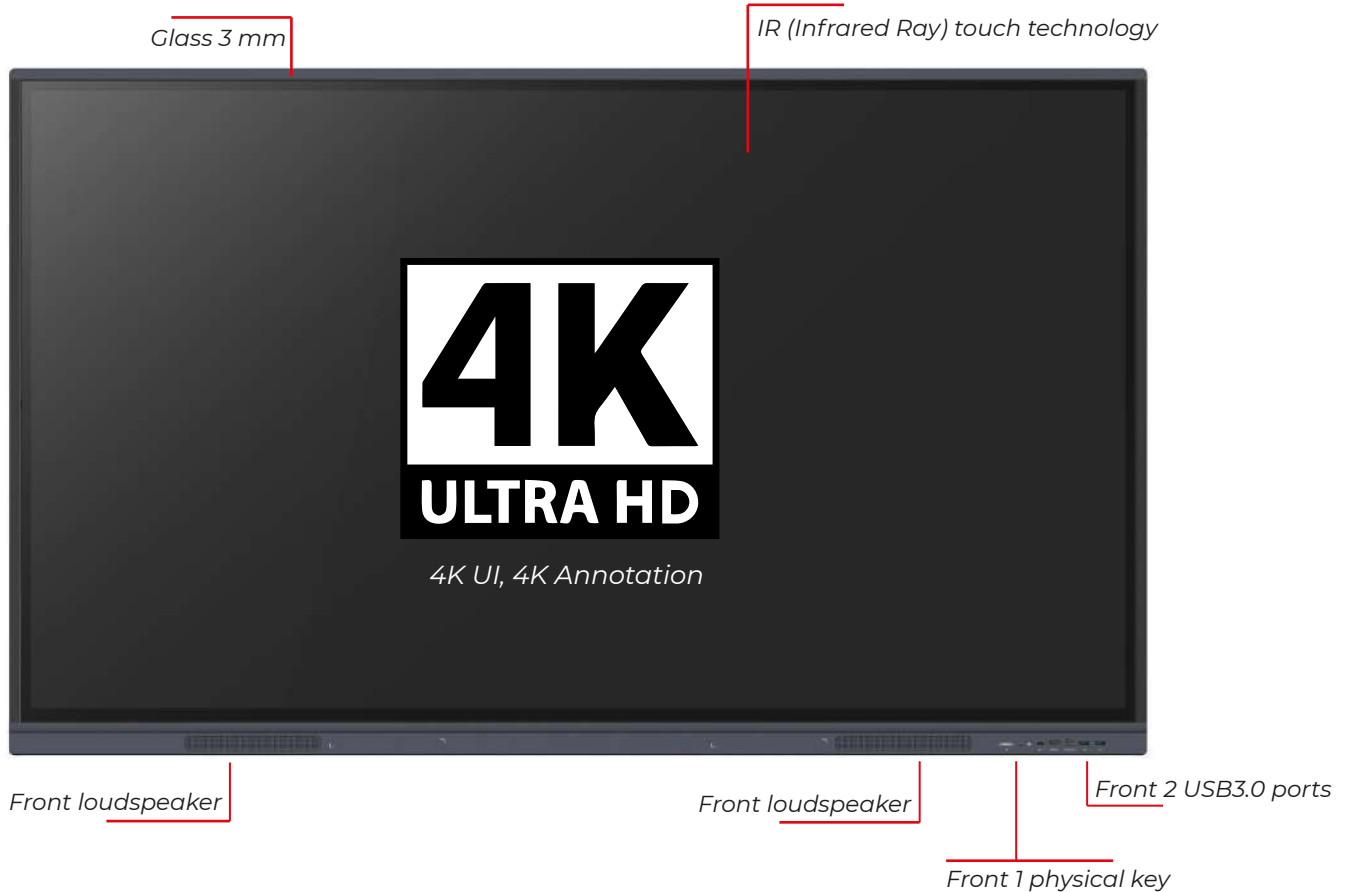 Glass 3 mm
IR (Infrared Ray) touch technology
4K
ULTRA HD
4K UI, 4K Annotation
Front loudspeaker
Front loudspeaker
Front 2 USB3.0 ports
Front 1 physical key